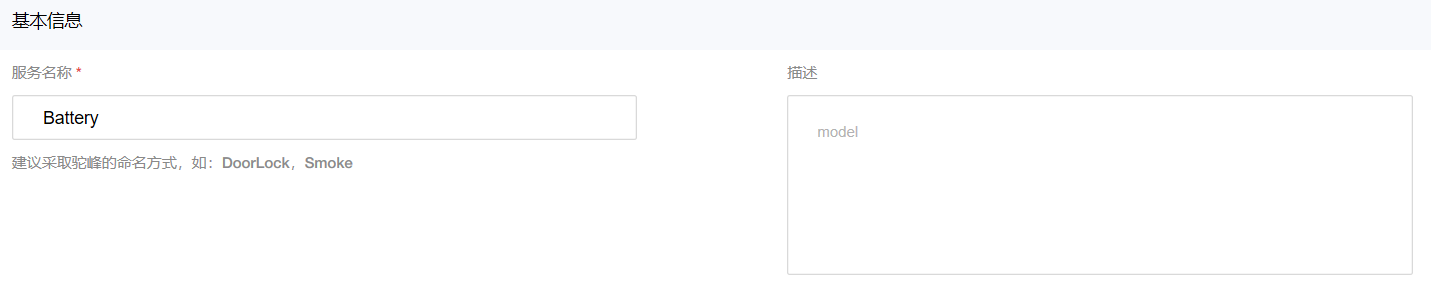 基本信息
服务名称 *
Battery
建议采取驼峰的命名方式，如：DoorLock，Smoke
描述
model